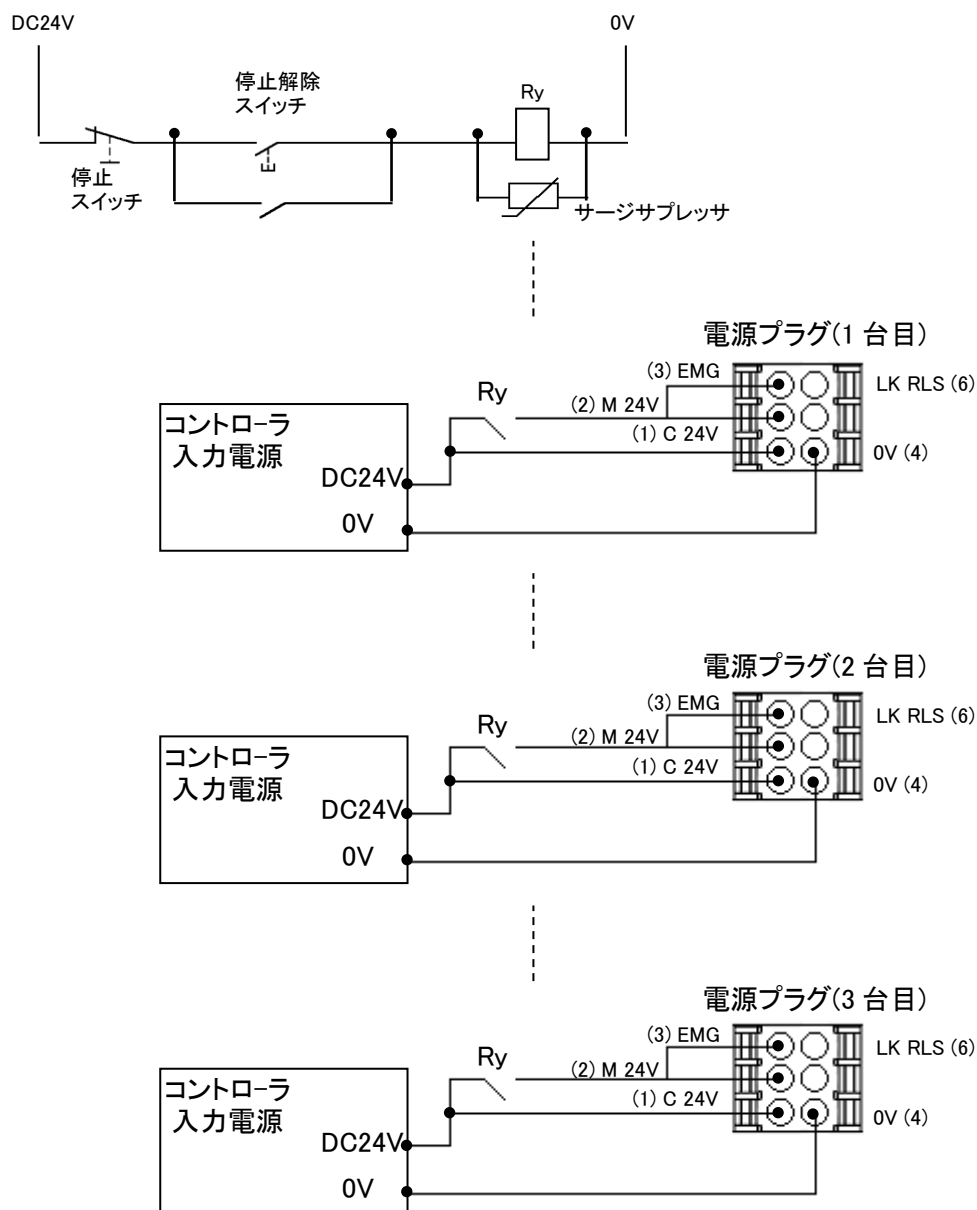 DC24V
0V
停止解除
スイッチ
Ry
停止
スイッチ
サージサプレッサ
電源プラグ(1 台目)
(3) EMG
LK RLS (6)
Ry
(2) M 24V
(1) C 24V
0V (4)
コントローラ
入力電源
DC24V
0V
電源プラグ(2 台目)
(3) EMG
LK RLS (6)
Ry
(2) M 24V
(1) C 24V
0V (4)
コントローラ
入力電源
DC24V
0V
電源プラグ(3 台目)
(3) EMG
LK RLS (6)
Ry
(2) M 24V
(1) C 24V
0V (4)
コントローラ
入力電源
DC24V
0V